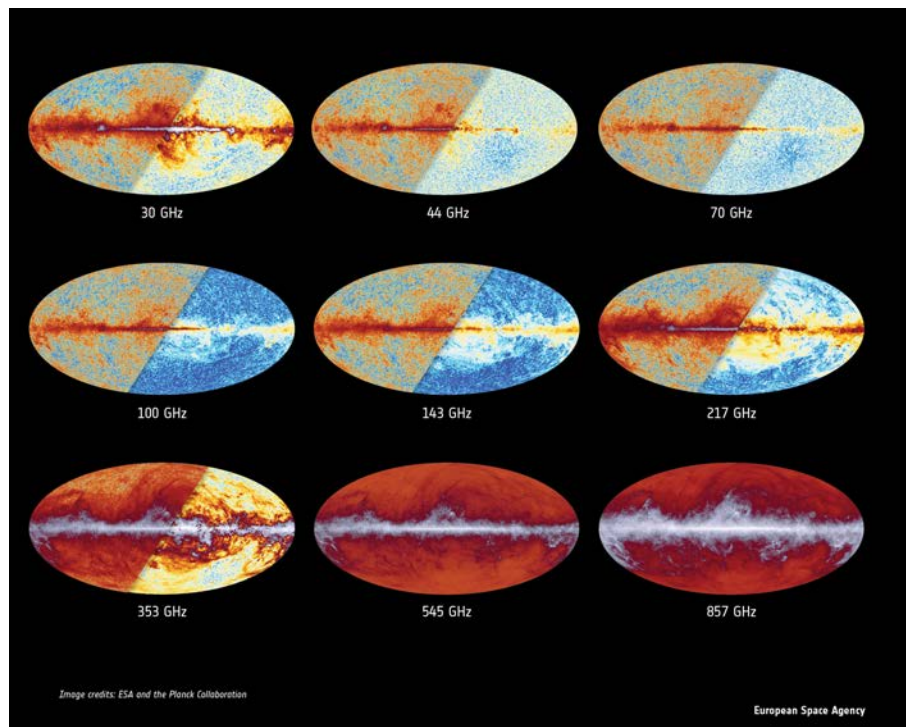 30 GHz
44 GHz
70 GHz
100 GHz
143 GHz
217 GHz
353 GHz
545 GHz
857 GHz
Image credits: ESA and the Planck Collaboration
European Space Agency